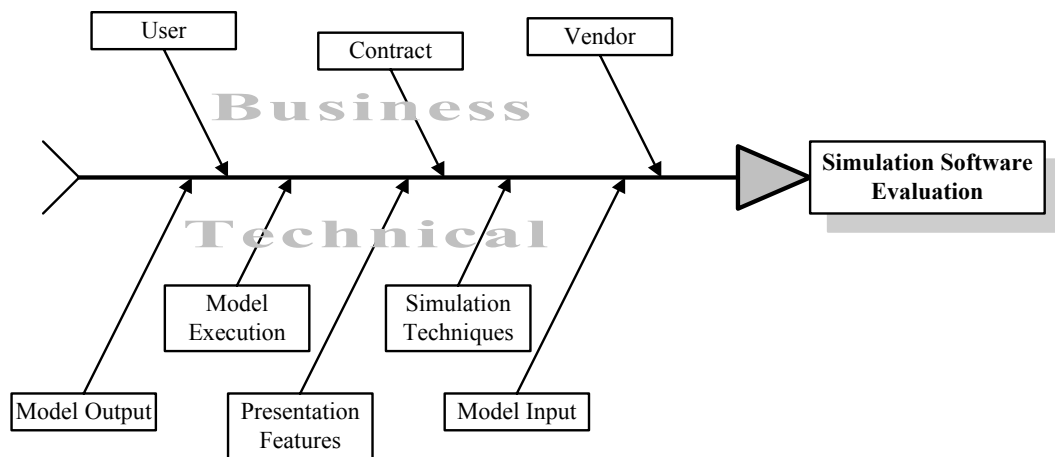 User
Contract
Vendor
Business
Simulation Software
Evaluation
Technical
Model
Execution
Simulation
Techniques
Model Output
Presentation
Features
Model Input